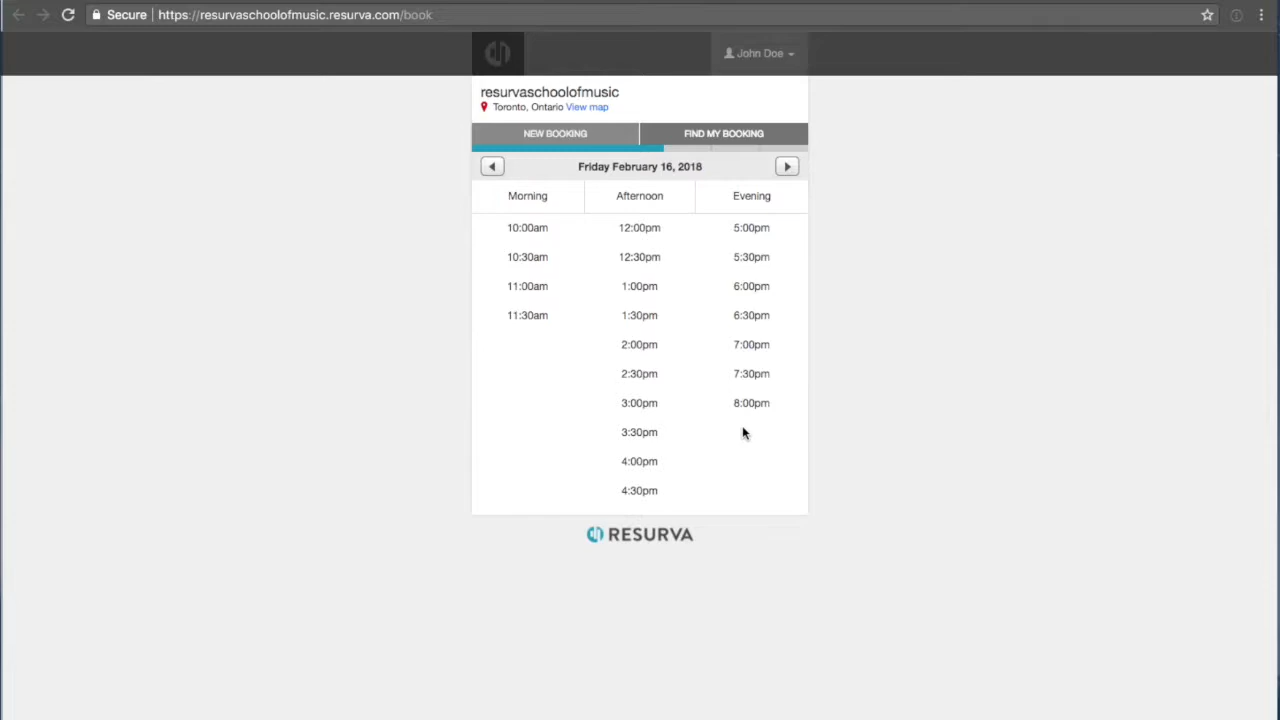 Secure | https://resurvaschoolofmusic.resurva.com/book
John Doe
resurvaschoolofmusic
Toronto, Ontario View map
NEW BOOKING FIND MY BOOKING
Friday February 16, 2018
Morning Afternoon Evening
10:00am 12:00pm 5:00pm
10:30am 12:30pm 5:30pm
11:00am 1:00pm 6:00pm
11:30am 1:30pm 6:30pm
2:00pm 7:00pm
2:30pm 7:30pm
3:00pm 8:00pm
3:30pm
4:00pm
4:30pm
RESURVA